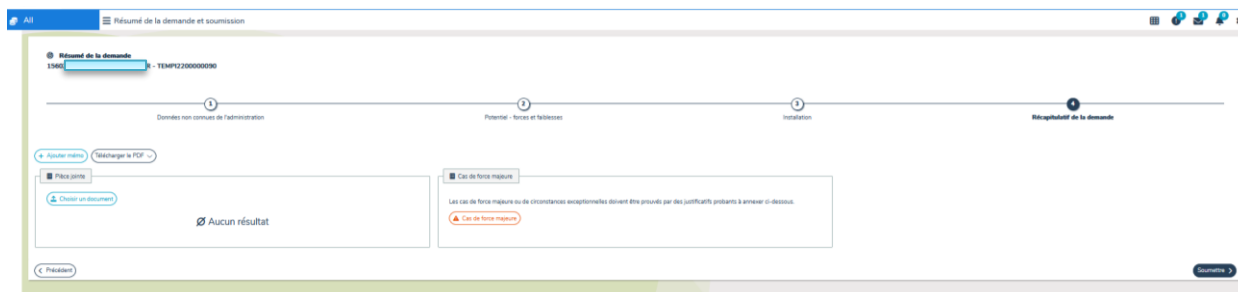 All
Résumé de la demande et soumission
Résumé de la demande
1560 R - TEMPI2200000090
1
2
3
4
Données non connues de l'administration
Potentiel - forces et faiblesses
Installation
Récapitulatif de la demande
+ Ajouter mémo
Télécharger le PDF
Pièce jointe
Cas de force majeure
Choisir un document
Les cas de force majeure ou de circonstances exceptionnelles doivent être prouvés par des justificatifs probants à annexer ci-dessous.
Aucun résultat
Cas de force majeure
Précédent
Soumettre